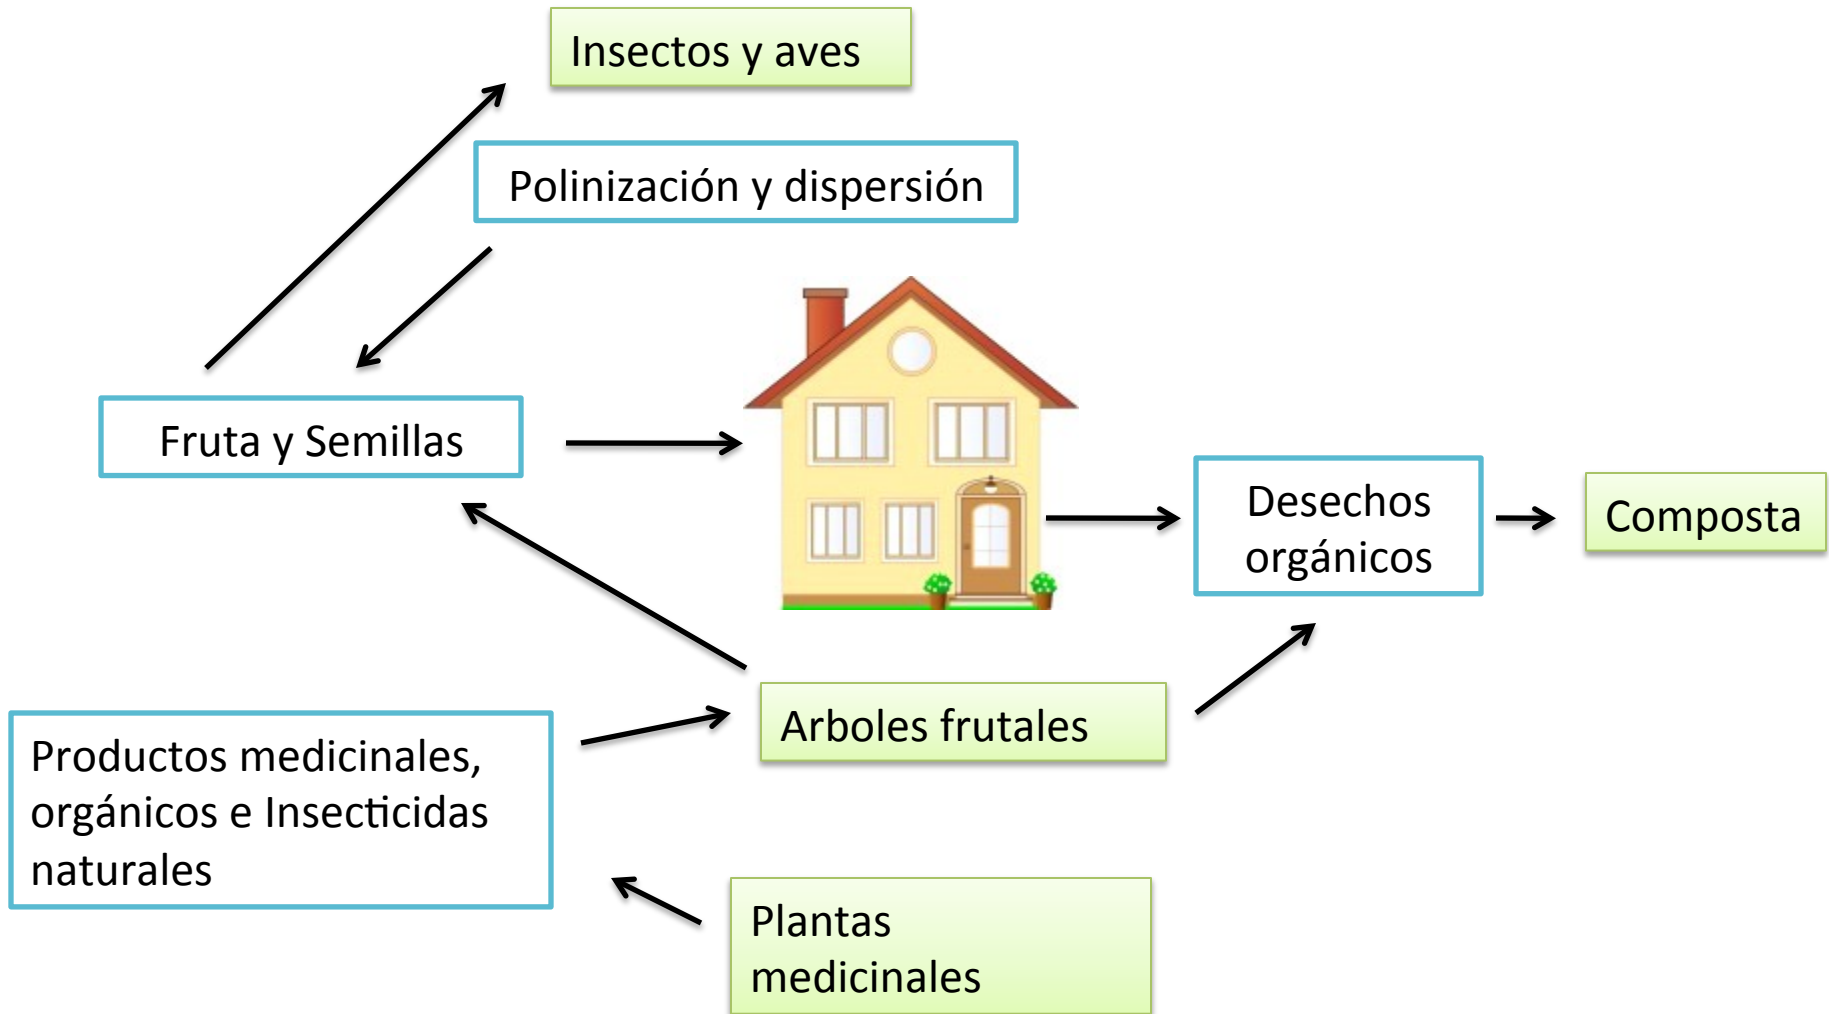 Insectos y aves
Polinización y dispersión
Fruta y Semillas
Desechos
orgánicos
Composta
Arboles frutales
Productos medicinales,
orgánicos e Insecticidas
naturales
Plantas
medicinales